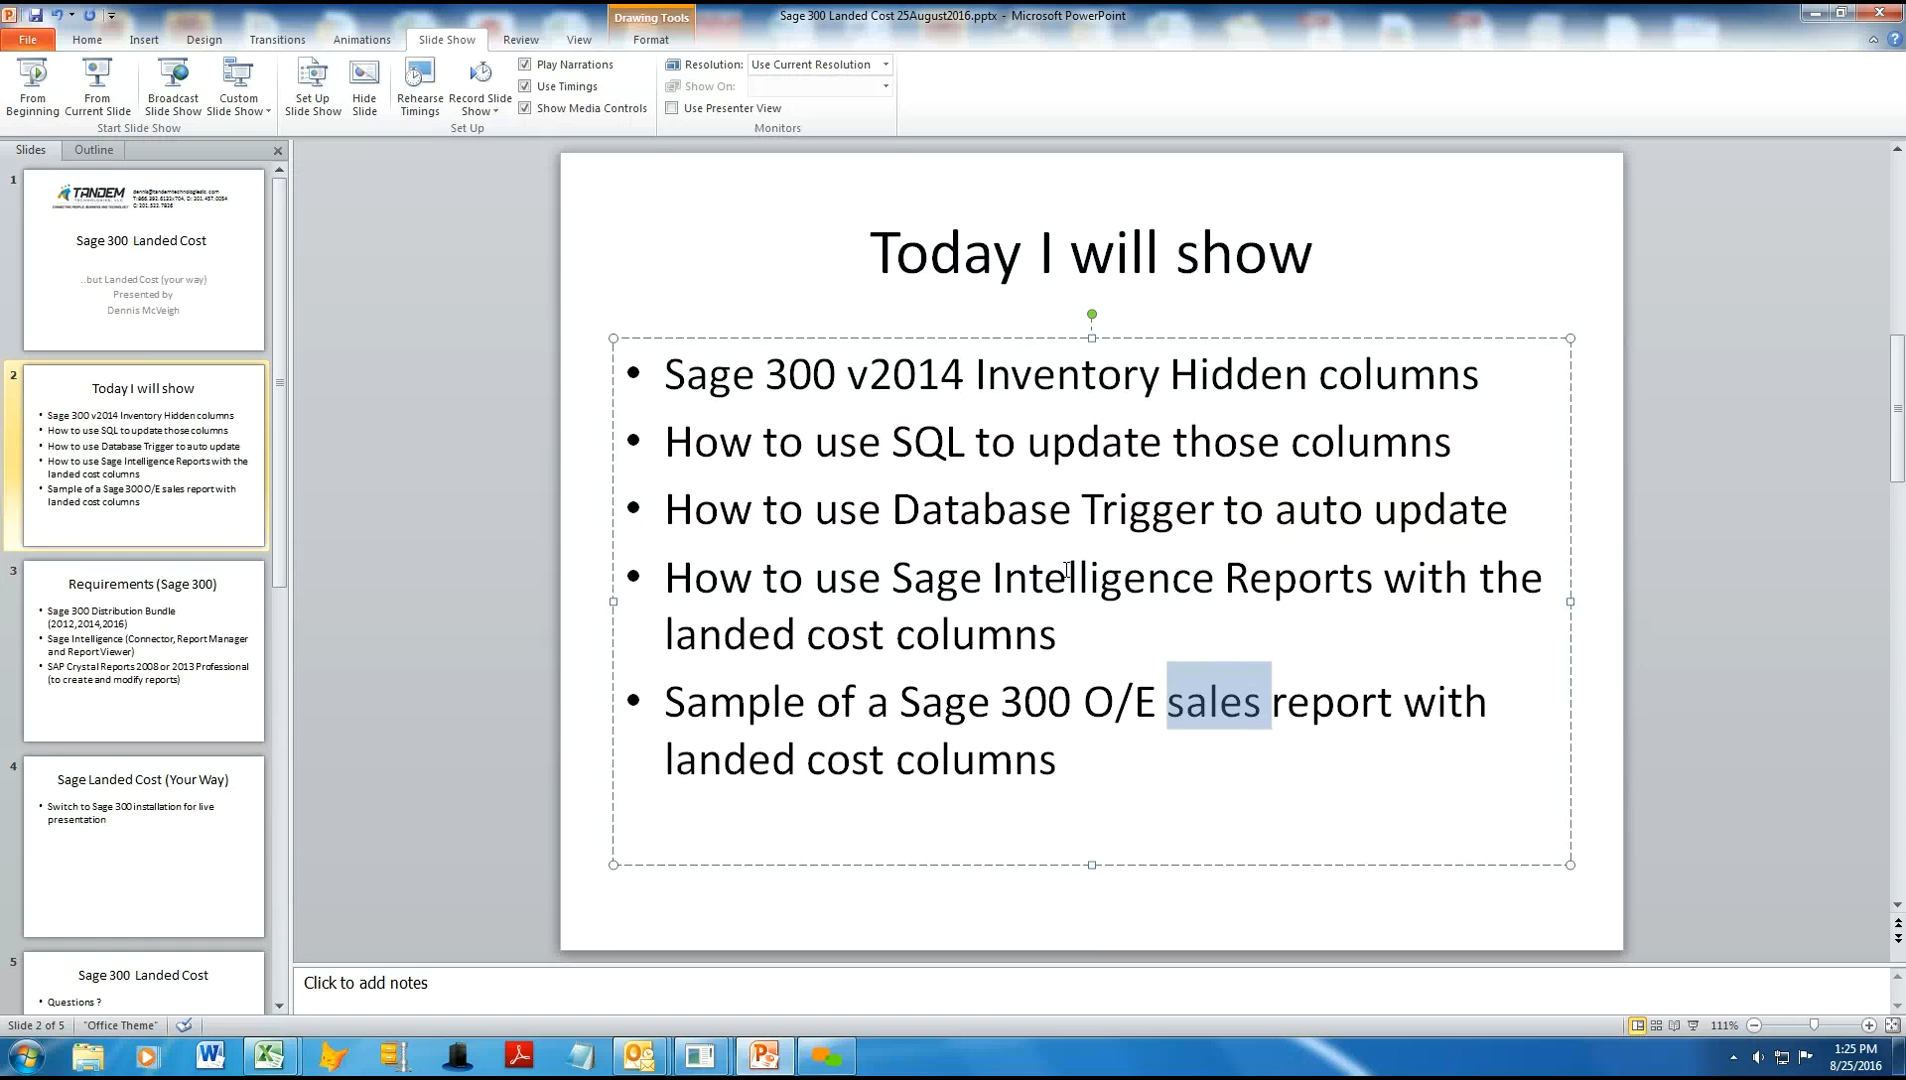 Sage 300 Landed Cost 25August2016.pptx - Microsoft PowerPoint
Drawing Tools
File Home Insert Design Transitions Animations Slide Show Review View Format
From Beginning
From Current Slide
Broadcast Slide Show
Custom Slide Show
Start Slide Show
Set Up Slide Show
Hide Slide
Rehearse Timings
Record Slide Show
Play Narrations
Use Timings
Show Media Controls
Set Up
Resolution: Use Current Resolution
Show On:
Use Presenter View
Monitors
Slides Outline
1
TANDEM
Sage 300 Landed Cost
..but Landed Cost (your way)
Presented by
Dennis McVeigh
2
Today I will show
• Sage 300 v2014 Inventory Hidden columns
• How to use SQL to update those columns
• How to use Database Trigger to auto update
• How to use Sage Intelligence Reports with the
landed cost columns
• Sample of a Sage 300 O/E sales report with
landed cost columns
3
Requirements (Sage 300)
• Sage 300 Distribution Bundle
(2012,2014,2016)
• Sage Intelligence (Connector, Report Manager
and Report Viewer)
• SAP Crystal Reports 2008 or 2013 Professional
(to create and modify reports)
4
Sage Landed Cost (Your Way)
• Switch to Sage 300 installation for live
presentation
5
Sage 300 Landed Cost
• Questions ?
Today I will show
• Sage 300 v2014 Inventory Hidden columns
• How to use SQL to update those columns
• How to use Database Trigger to auto update
• How to use Sage Intelligence Reports with the
landed cost columns
• Sample of a Sage 300 O/E sales report with
landed cost columns
Click to add notes
Slide 2 of 5 "Office Theme" 111%
1:25 PM
8/25/2016